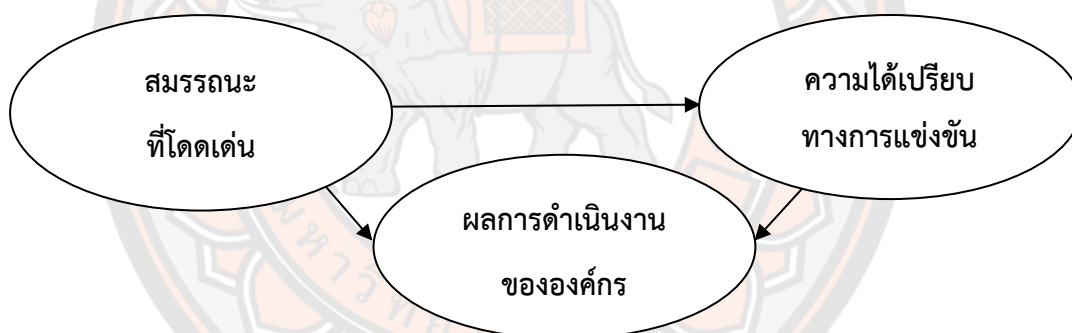 สมรรถนะ
ที่โดดเด่น
ความได้เปรียบ
ทางการแข่งขัน
ผลการดำเนินงาน
ขององค์กร